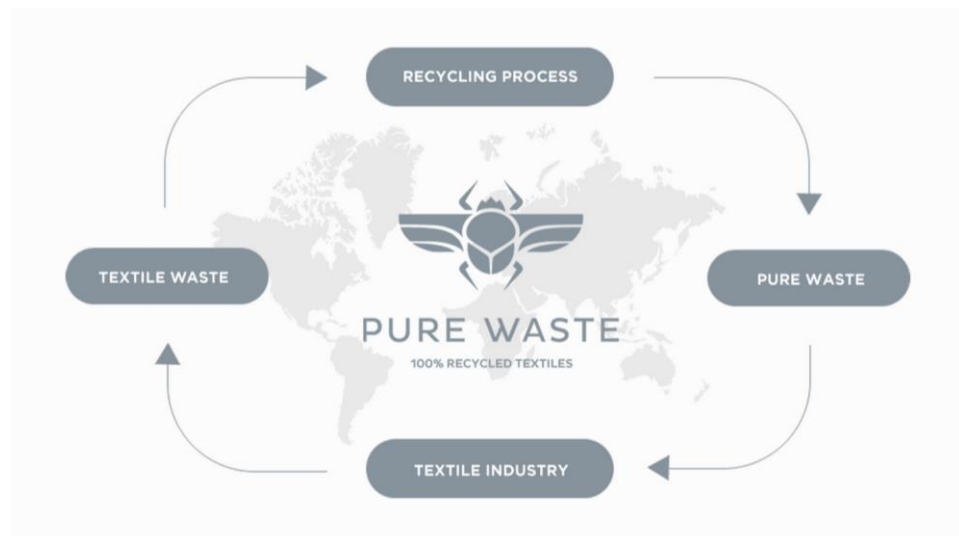 RECYCLING PROCESS
TEXTILE WASTE
PURE WASTE
PURE WASTE
100% RECYCLED TEXTILES
TEXTILE INDUSTRY